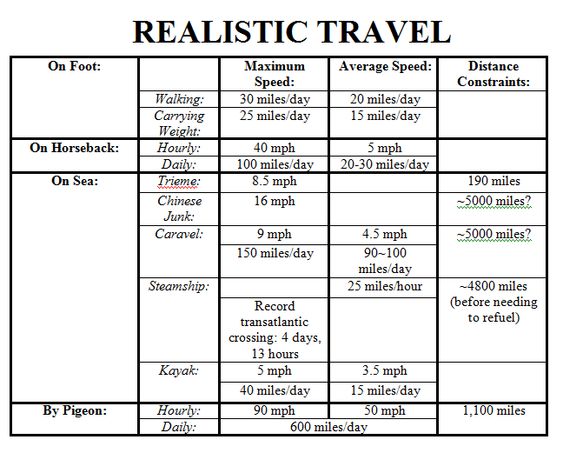 REALISTIC TRAVEL
On Foot: Maximum Speed: Average Speed: Distance Constraints:
Walking: 30 miles/day 20 miles/day
Carrying Weight: 25 miles/day 15 miles/day
On Horseback: Hourly: 40 mph 5 mph
Daily: 100 miles/day 20-30 miles/day
On Sea: Trieme: 8.5 mph 190 miles
Chinese Junk: 16 mph ~5000 miles?
Caravel: 9 mph 4.5 mph ~5000 miles?
150 miles/day 90~100 miles/day
Steamship: 25 miles/hour ~4800 miles (before needing to refuel)
Record transatlantic crossing: 4 days, 13 hours
Kayak: 5 mph 3.5 mph
40 miles/day 15 miles/day
By Pigeon: Hourly: 90 mph 50 mph 1,100 miles
Daily: 600 miles/day